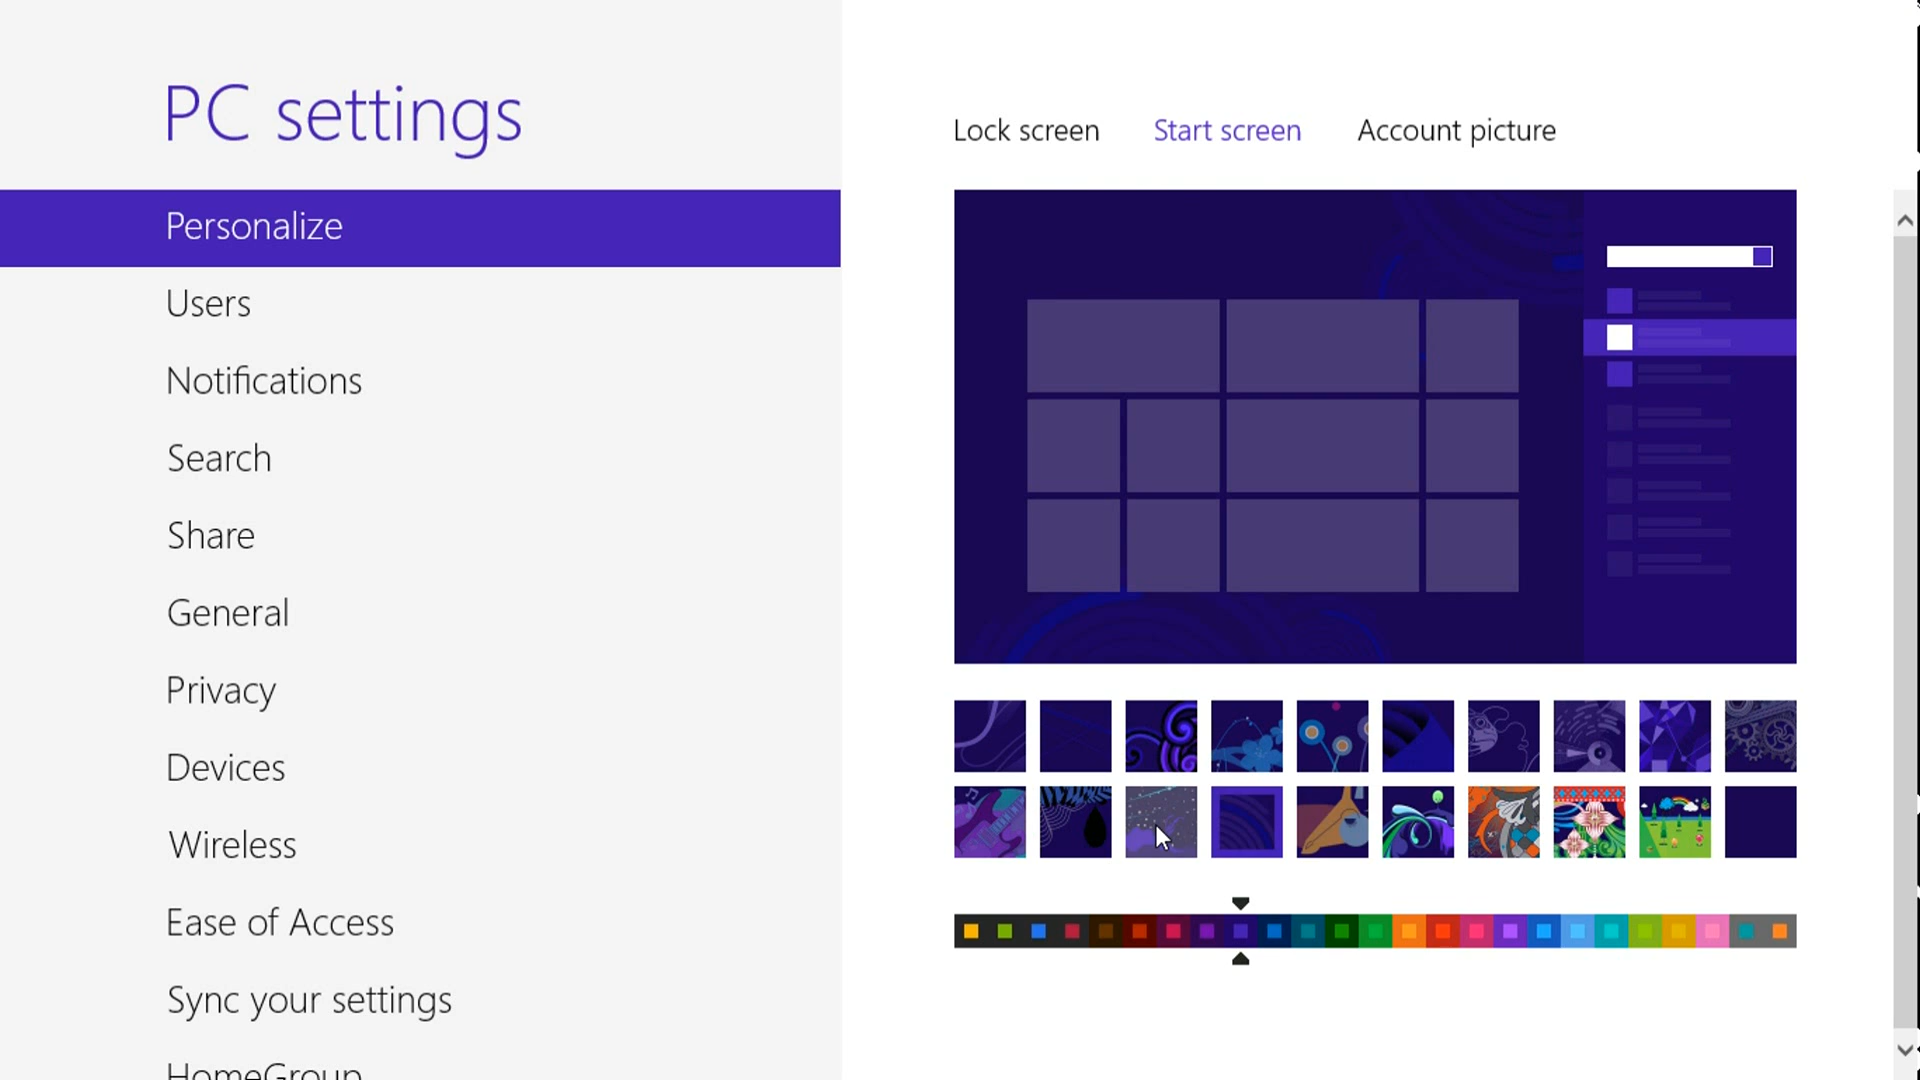 PC settings
Lock screen
Start screen
Account picture
Personalize
Users
Notifications
Search
Share
General
Privacy
Devices
Wireless
Ease of Access
Sync your settings
HomeGroup